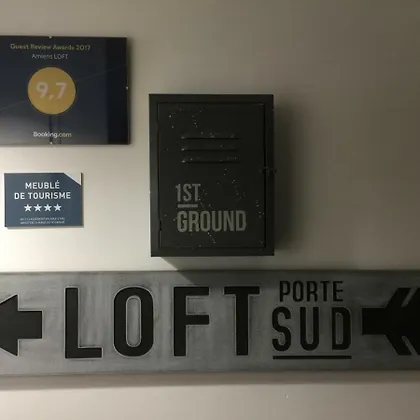 Guest Review Awards 2017
Amiens LOFT
9,7
Booking.com
MEUBLÉ
DE TOURISME
★★★★
1ST
GROUND
LOFT PORTE
SUD